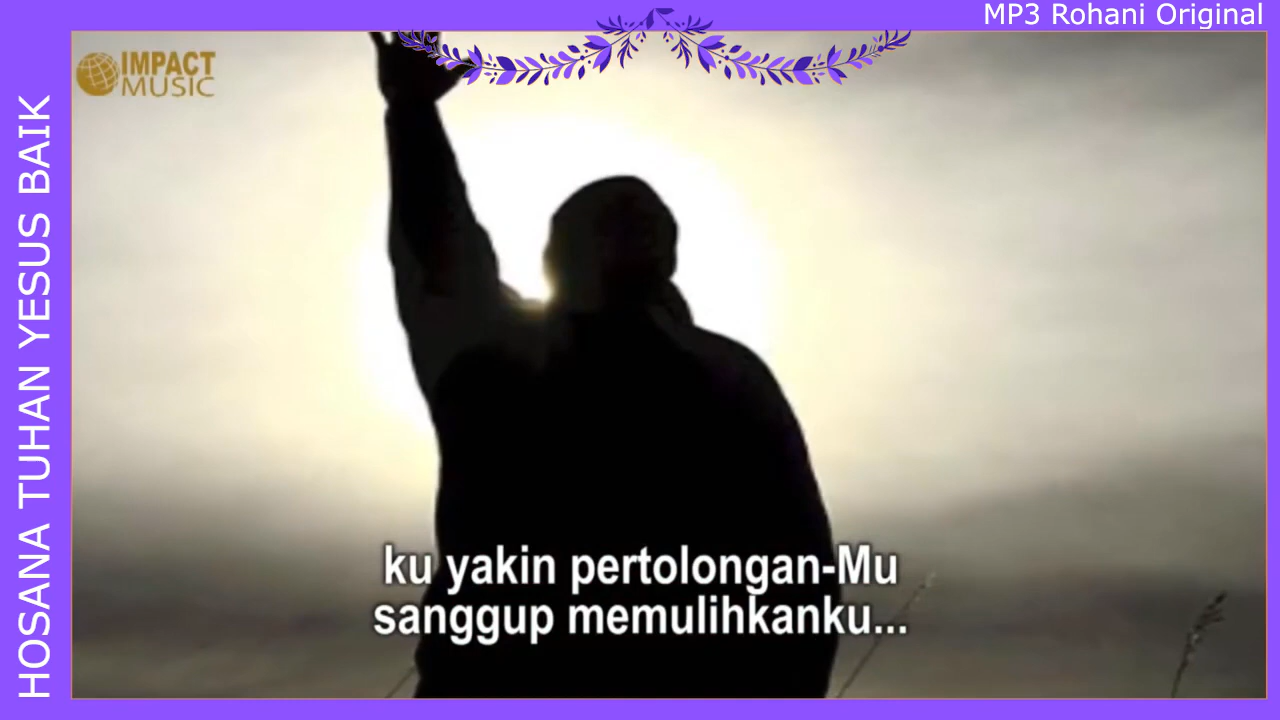 MP3 Rohani Original
IMPACT
MUSIC
HOSANA TUHAN YESUS BAIK
ku yakin pertolongan-Mu
sanggup memulihkanku...